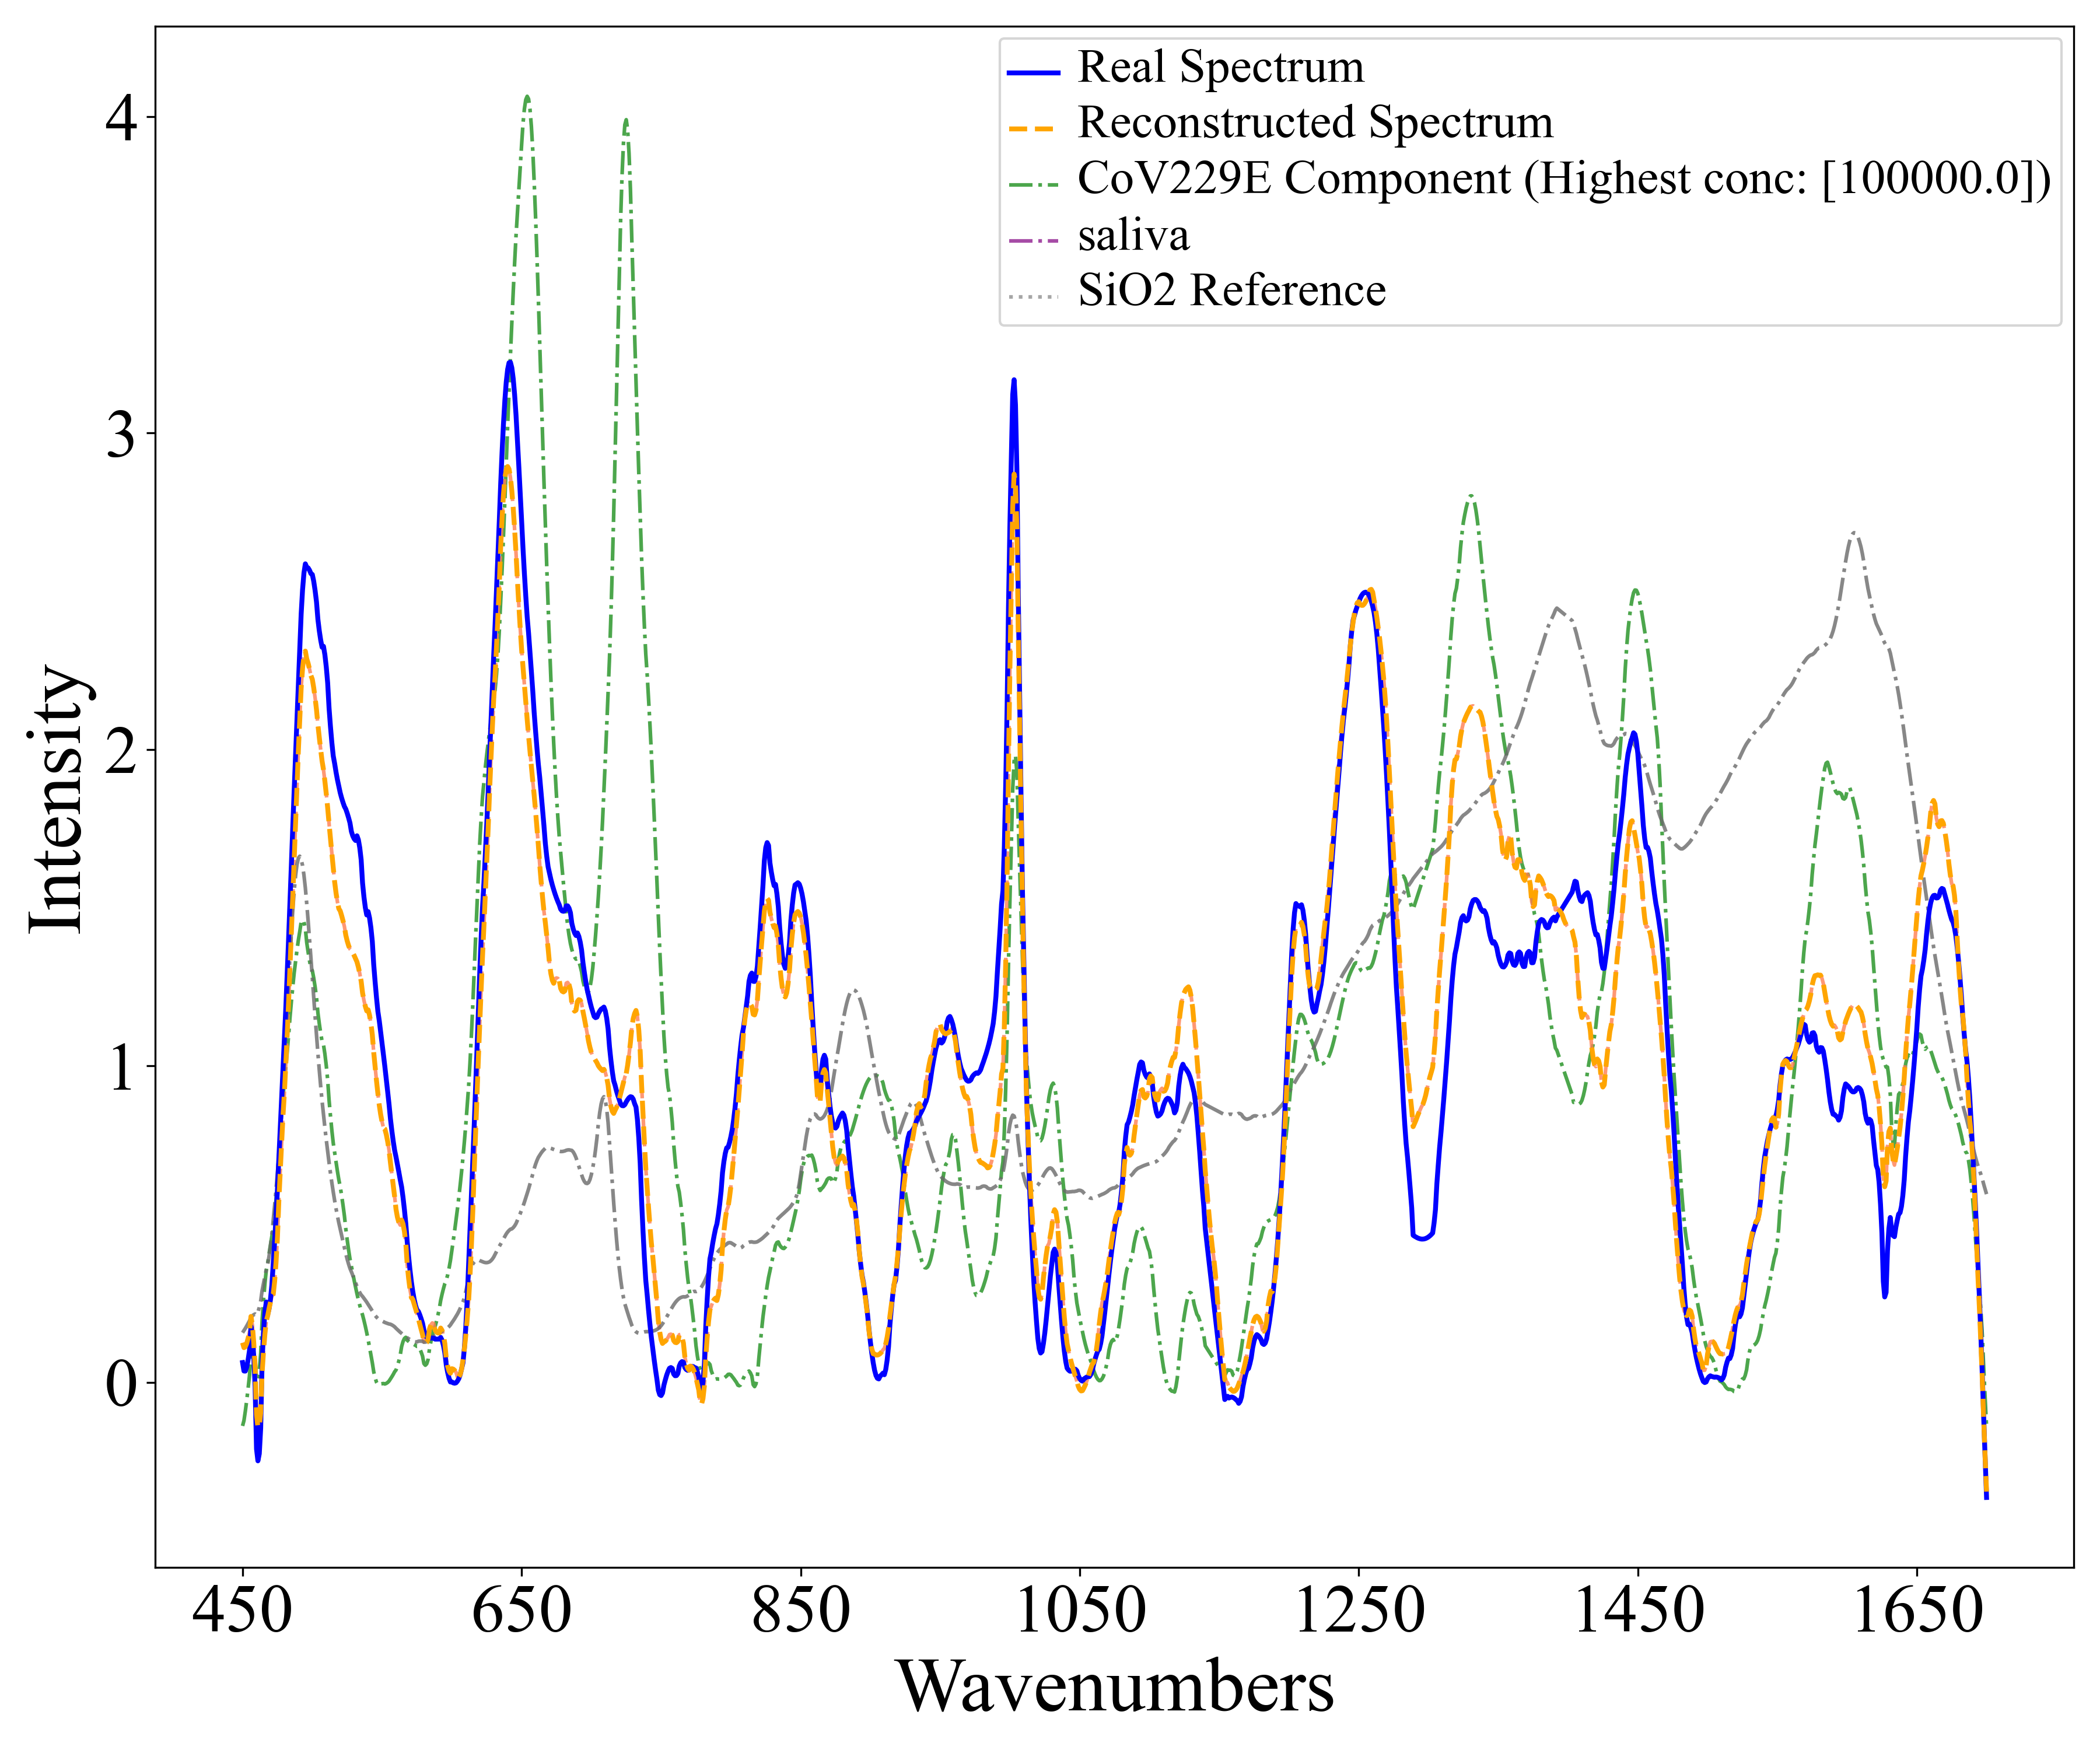 Real Spectrum
Reconstructed Spectrum
CoV229E Component (Highest conc: [100000.0])
saliva
SiO2 Reference
4
3
2
1
0
Intensity
450 650 850 1050 1250 1450 1650
Wavenumbers